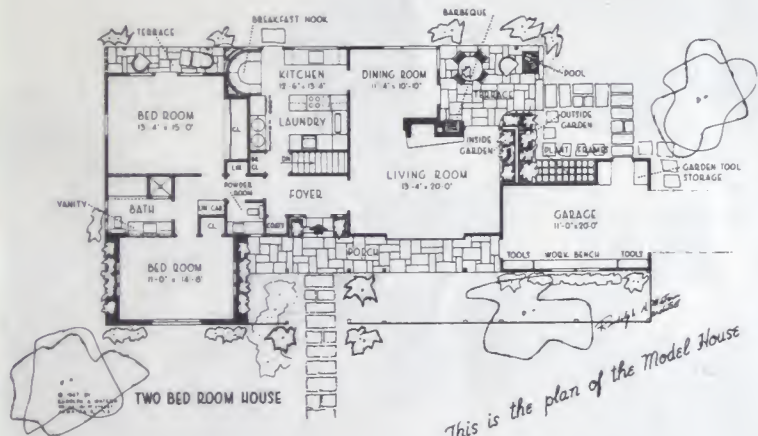 BREAKFAST NOOK
BARBEQUE
TERRACE
KITCHEN
12'-6" x 13'-4"
DINING ROOM
11'-4" x 10'-0"
POOL
TERRACE
BED ROOM
13'-4" x 15'-0"
CL
LAUNDRY
OUTSIDE
GARDEN
INSIDE
GARDEN
PLANT FRAMES
LIN
DN
GARDEN TOOL
STORAGE
POWDER
ROOM
FOYER
LIVING ROOM
13'-4" x 20'-0"
VANITY
BATH
LIN CAB
CL
GARAGE
11'-0" x 20'-0"
BED ROOM
11'-0" x 14'-8"
PORCH
TOOLS WORK BENCH TOOLS
TWO BED ROOM HOUSE
This is the plan of the Model House